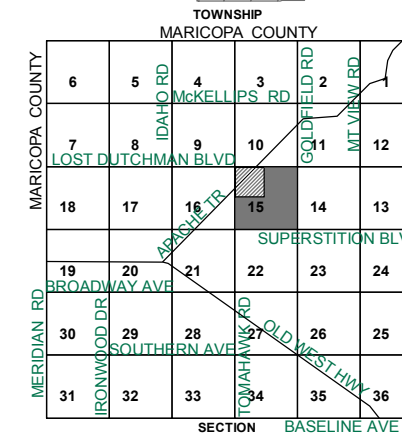 TOWNSHIP
MARICOPA COUNTY
MARICOPA COUNTY
6 5 4 3 2 1
IDAHO RD
McKELLIPS RD
GOLDFIELD RD
MT VIEW RD
7 8 9 10 11 12
LOST DUTCHMAN BLVD
18 17 16 15 14 13
APACHE TR
SUPERSTITION BLV
19 20 21 22 23 24
BROADWAY AVE
MERIDIAN RD
IRONWOOD DR
30 29 28 27 26 25
SOUTHERN AVE
TOMAHAWK RD
OLD WEST HWY
31 32 33 34 35 36
SECTION
BASELINE AVE